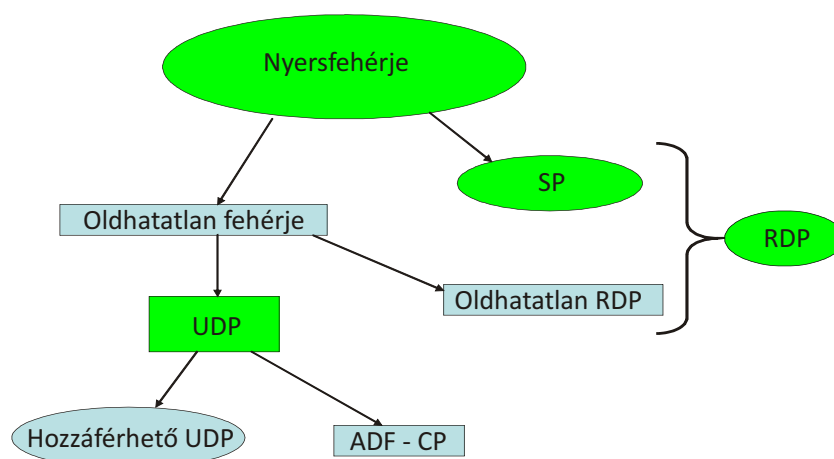 Nyersfehérje
SP
Oldhatatlan fehérje
RDP
Oldhatatlan RDP
UDP
Hozzáférhető UDP
ADF - CP